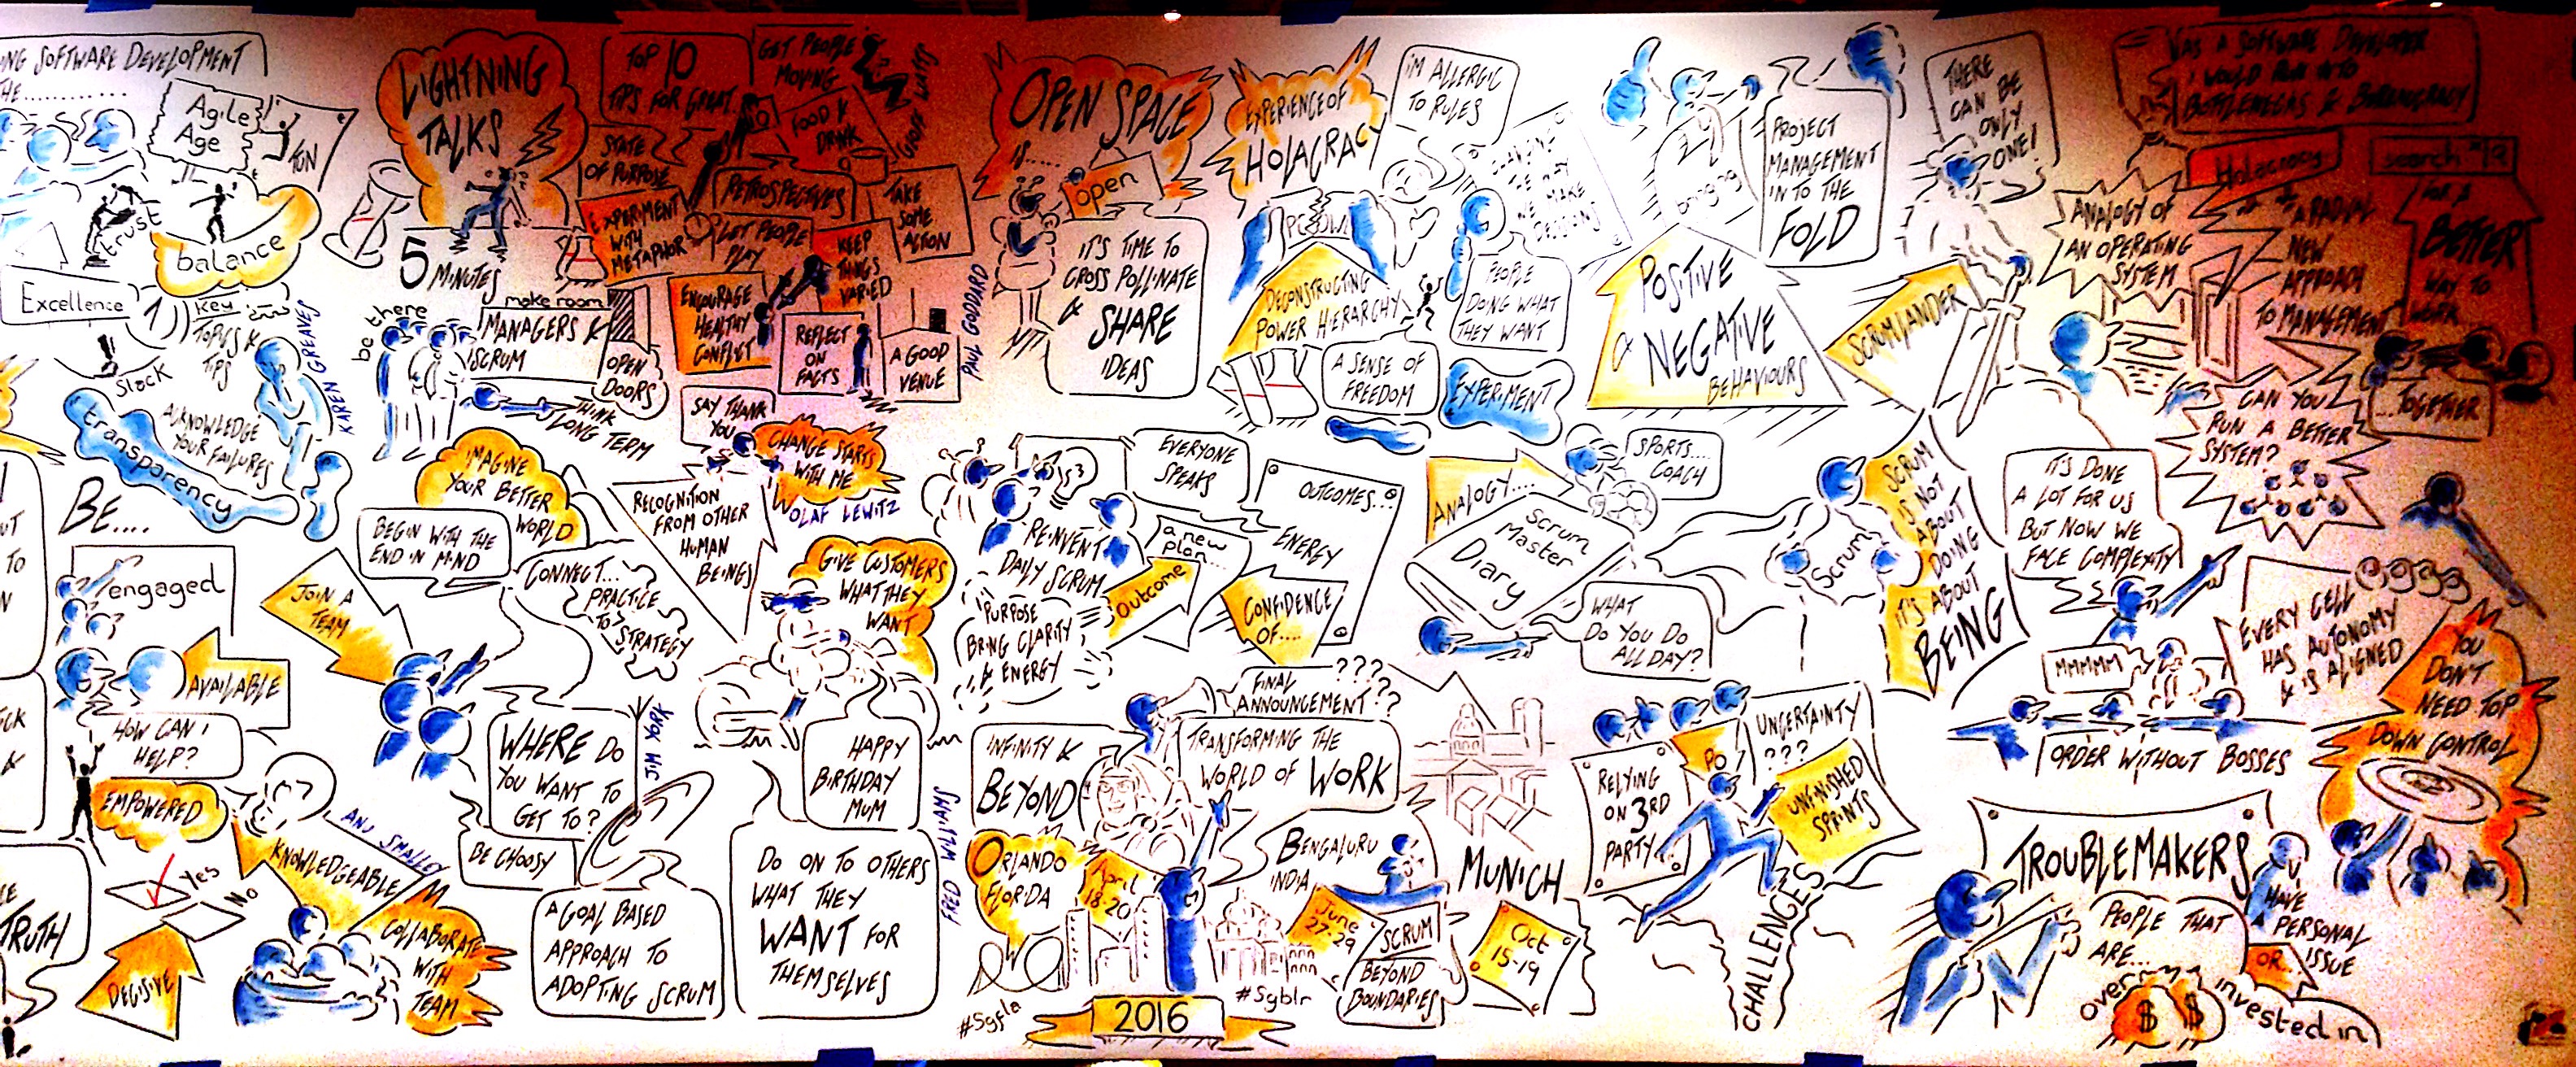 NG SOFTWARE DEVELOPMENT
HE............
Agile
Age
FUN
trust
balance
Excellence
Key
TOPICS &
TIPS
Slack
KAREN GREAVES
transparency
ACKNOWLEDGE
YOUR FAILURES
BE....
engaged
AVAILABLE
HOW CAN I
HELP?
EMPOWERED
Yes
No
DECISIVE
KNOWLEDGEABLE
COLLABORATE
WITH
TEAM
TRUTH
LIGHTNING
TALKS
5
MINUTES
be there
make room
MANAGERS &
SCRUM
OPEN
DOORS
THINK
LONG TERM
TOP 10
TIPS FOR GREAT
RETROSPECTIVES
GET PEOPLE
MOVING
FOOD &
DRINK
GEOFF WATTS
STATE
OF PURPOSE
EXPERIMENT
WITH
METAPHOR
GET PEOPLE
PLAY
KEEP
THINGS
VARIED
TAKE
SOME
ACTION
ENCOURAGE
HEALTHY
CONFLICT
REFLECT
ON
FACTS
A GOOD
VENUE
PAUL GODDARD
SAY THANK
YOU
CHANGE STARTS
WITH ME
OLAF LEWITZ
RECOGNITION
FROM OTHER
HUMAN
BEINGS
IMAGINE
YOUR BETTER
WORLD
BEGIN WITH THE
END IN MIND
CONNECT...
PRACTICE
TO
STRATEGY
JOIN A
TEAM
WHERE DO
YOU WANT TO
GET TO?
BE CHOOSY
JIM YORK
A GOAL BASED
APPROACH TO
ADOPTING SCRUM
GIVE CUSTOMERS
WHAT THEY
WANT
HAPPY
BIRTHDAY
MUM
DO ON TO OTHERS
WHAT THEY
WANT FOR
THEMSELVES
OPEN SPACE
IS.....
open
IT'S TIME TO
CROSS POLLINATE
&
SHARE
IDEAS
EVERYONE
SPEAKS
REINVENT
DAILY SCRUM
PURPOSE
BRING CLARITY
& ENERGY
a new
plan...
Outcome
OUTCOMES...
ENERGY
CONFIDENCE
OF....
FINAL
ANNOUNCEMENT
??????
INFINITY &
BEYOND
TRANSFORMING THE
WORLD OF WORK
ORLANDO
FLORIDA
April
18-20
#Sgfla
2016
BENGALURU
INDIA
June
27-29
#Sgblr
SCRUM
BEYOND
BOUNDARIES
MUNICH
Oct
15-19
EXPERIENCE OF
HOLACRACY
I'M ALLERGIC
TO RULES
CHANGING
THE WAY
WE MAKE
DECISIONS
POWER
DECONSTRUCTING
POWER HIERARCHY
PEOPLE
DOING WHAT
THEY WANT
A SENSE OF
FREEDOM
EXPERIMENT
ANALOGY....
SPORTS....
COACH
Scrum
Master
Diary
WHAT
DO YOU DO
ALL DAY?
bringing
PROJECT
MANAGEMENT
IN TO THE
FOLD
POSITIVE
& NEGATIVE
BEHAVIOURS
THERE
CAN BE
ONLY
ONE!
SCRUMLANDER
Scrum
SCRUM
IS NOT
ABOUT
DOING
IT'S ABOUT
BEING
RELYING
ON 3RD
PARTY...
PO
UNCERTAINTY
???
UNFINISHED
SPRINTS
CHALLENGES
AS A SOFTWARE DEVELOPER
I WOULD RUN INTO
BOTTLENECKS & BUREAUCRACY
Holacracy
IS A RADICAL
NEW
APPROACH
TO MANAGEMENT
search
FOR A
BETTER
WAY TO
WORK
...TOGETHER
ANALOGY OF
AN OPERATING
SYSTEM
CAN YOU
RUN A BETTER
SYSTEM?
IT'S DONE
A LOT FOR US
BUT NOW WE
FACE COMPLEXITY
MMMMM
EVERY CELL
HAS AUTONOMY
& IS ALIGNED
YOU
DON'T
NEED TOP
DOWN CONTROL
ORDER WITHOUT BOSSES
TROUBLEMAKERS
PEOPLE THAT
ARE...
HAVE
A PERSONAL
ISSUE
OR...
over
invested in
$ $